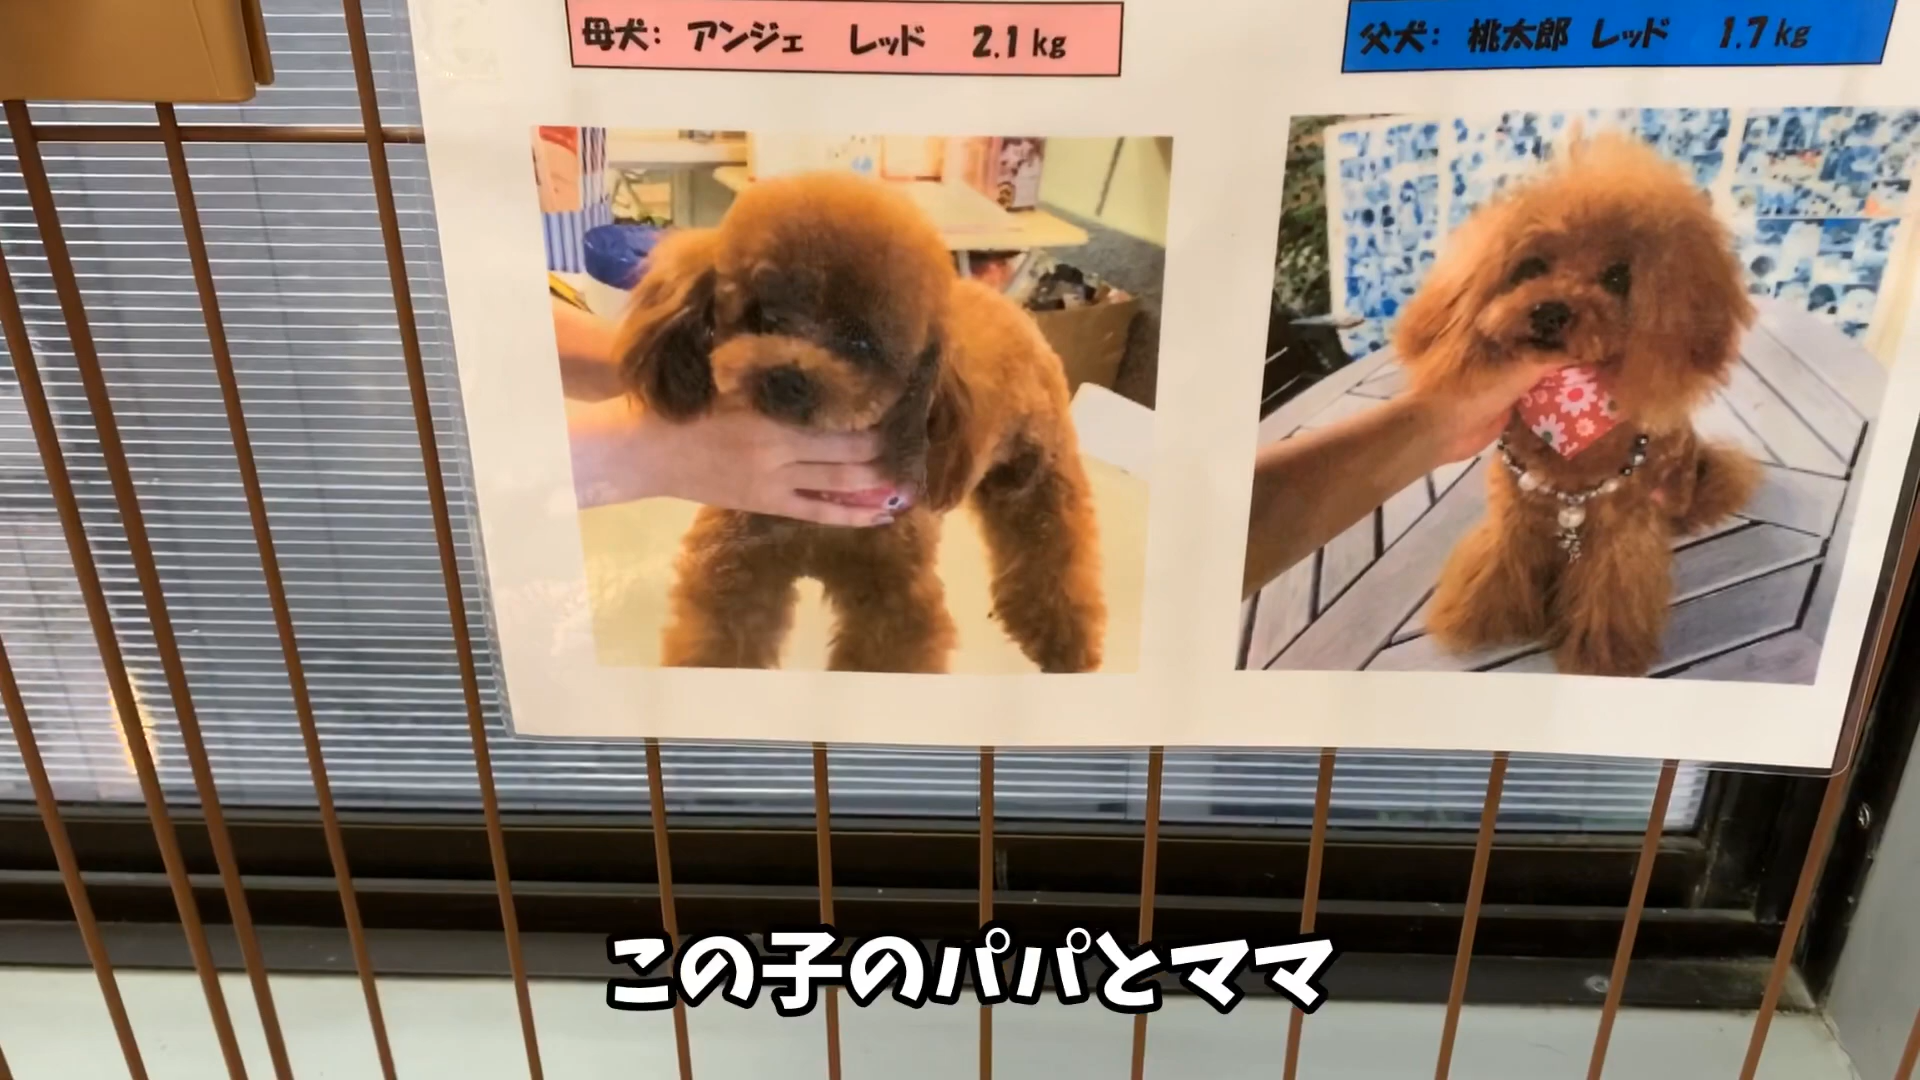 母犬: アンジェ レッド 2.1kg
父犬: 桃太郎 レッド 1.7kg
この子のパパとママ